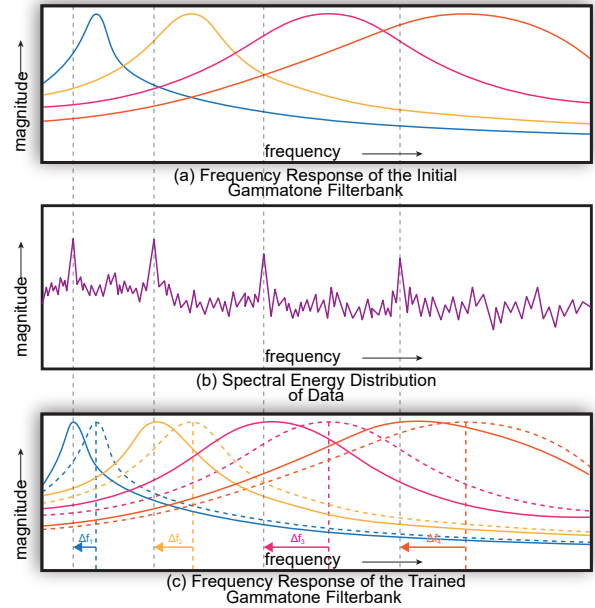 magnitude
frequency
(a) Frequency Response of the Initial
Gammatone Filterbank
magnitude
frequency
(b) Spectral Energy Distribution
of Data
magnitude
Δf₁
Δf₂
Δf₃
Δf₄
frequency
(c) Frequency Response of the Trained
Gammatone Filterbank